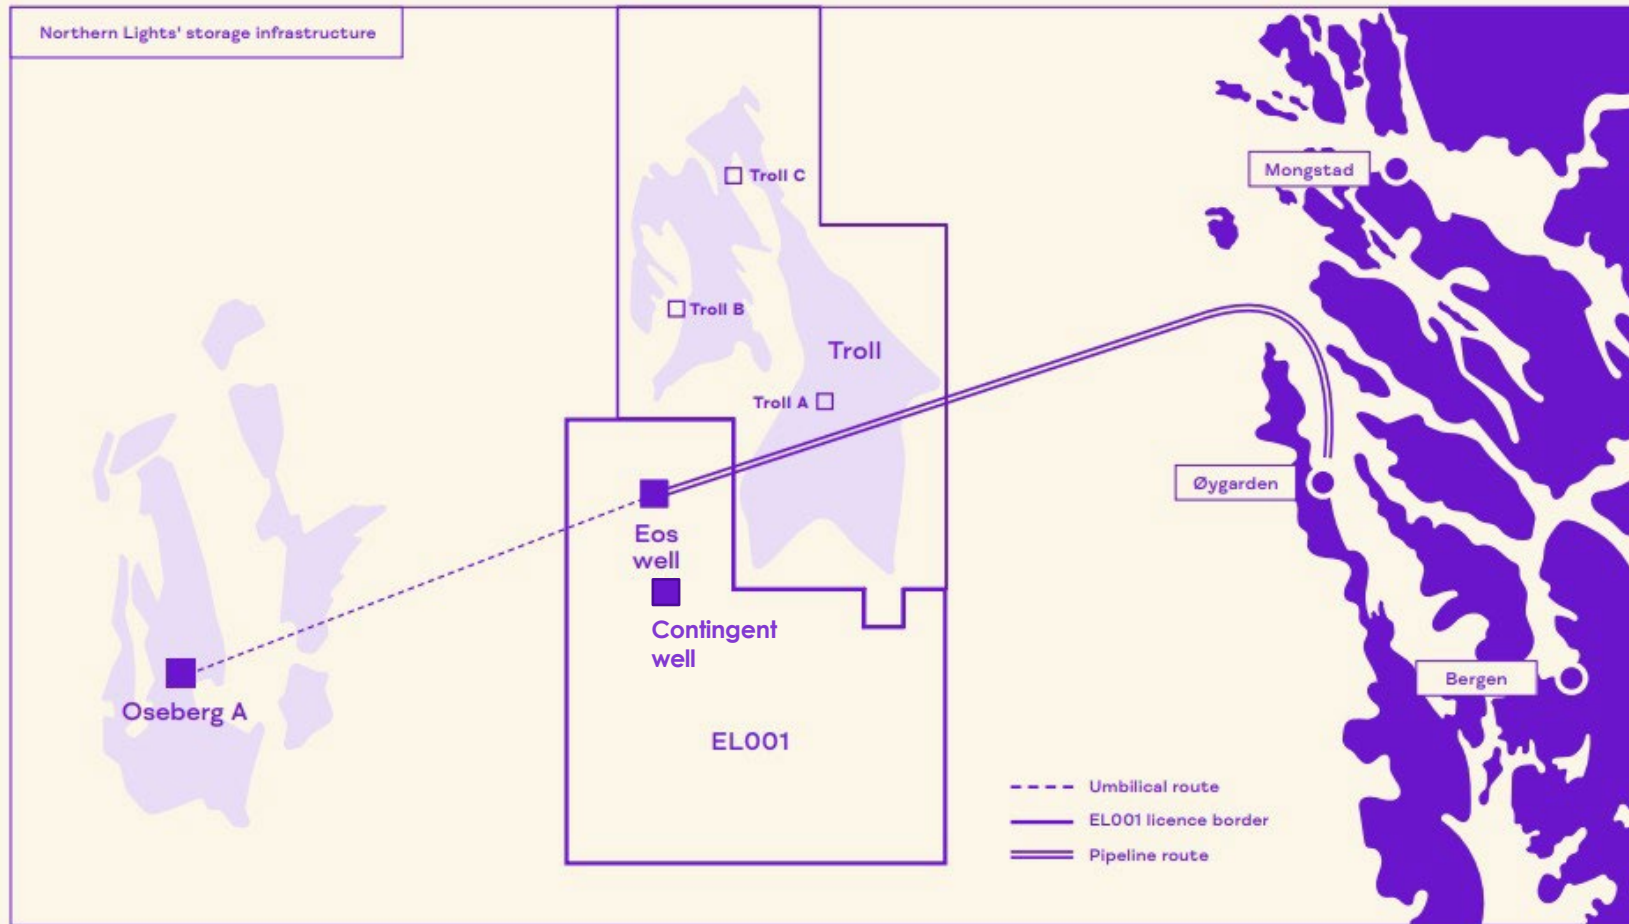 Northern Lights' storage infrastructure
Mongstad
Troll C
Troll B
Troll
Troll A
Øygarden
Eos
well
Contingent
well
Bergen
Oseberg A
EL001
Umbilical route
EL001 licence border
Pipeline route